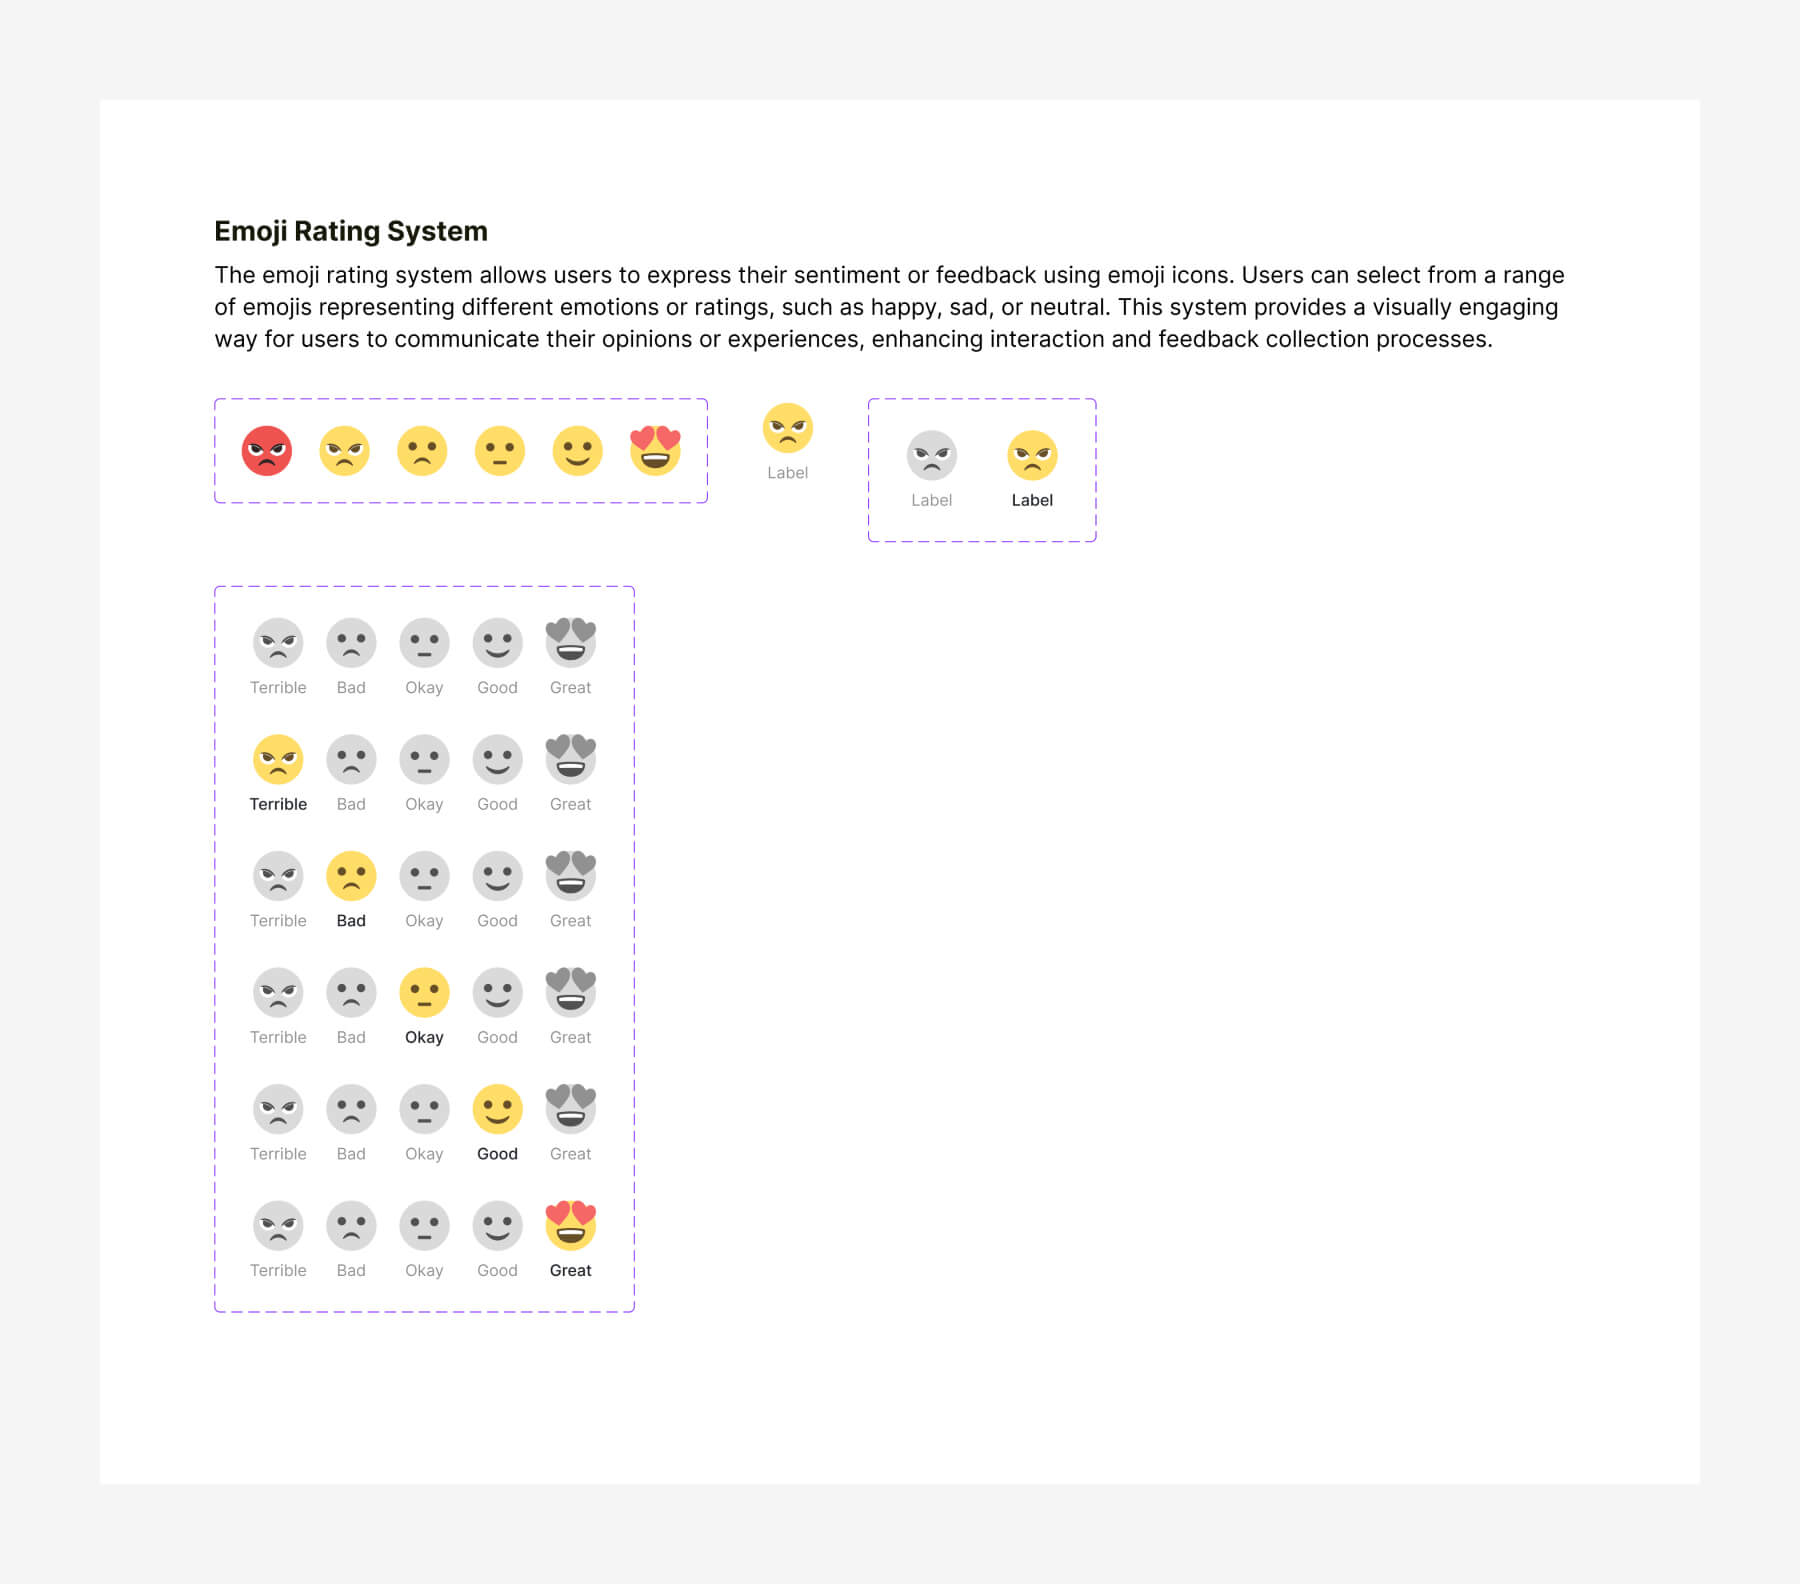 Emoji Rating System
The emoji rating system allows users to express their sentiment or feedback using emoji icons. Users can select from a range
of emojis representing different emotions or ratings, such as happy, sad, or neutral. This system provides a visually engaging
way for users to communicate their opinions or experiences, enhancing interaction and feedback collection processes.
Label
Label Label
Terrible Bad Okay Good Great
Terrible Bad Okay Good Great
Terrible Bad Okay Good Great
Terrible Bad Okay Good Great
Terrible Bad Okay Good Great
Terrible Bad Okay Good Great